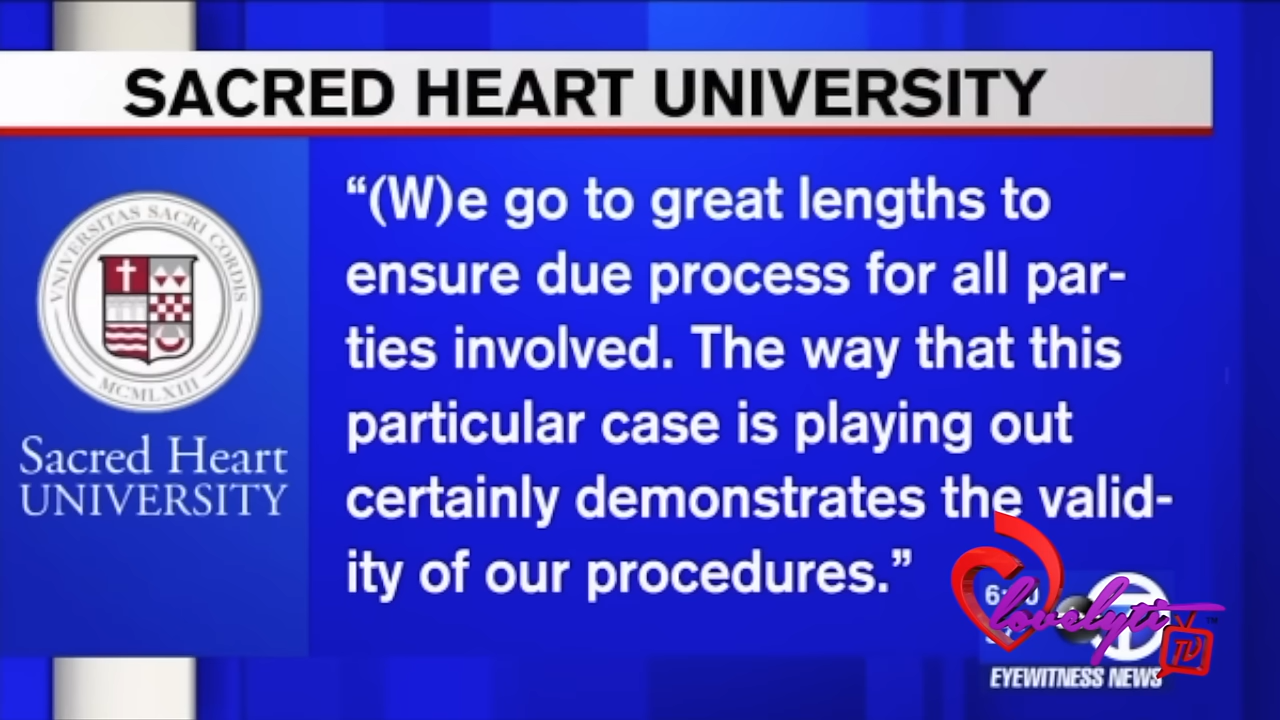 SACRED HEART UNIVERSITY
“(W)e go to great lengths to
ensure due process for all par-
ties involved. The way that this
particular case is playing out
certainly demonstrates the valid-
ity of our procedures.”
VNIVERSITAS SACRI CORDIS
MCMLXIII
Sacred Heart
UNIVERSITY
lovelyti
TV
7
EYEWITNESS NEWS